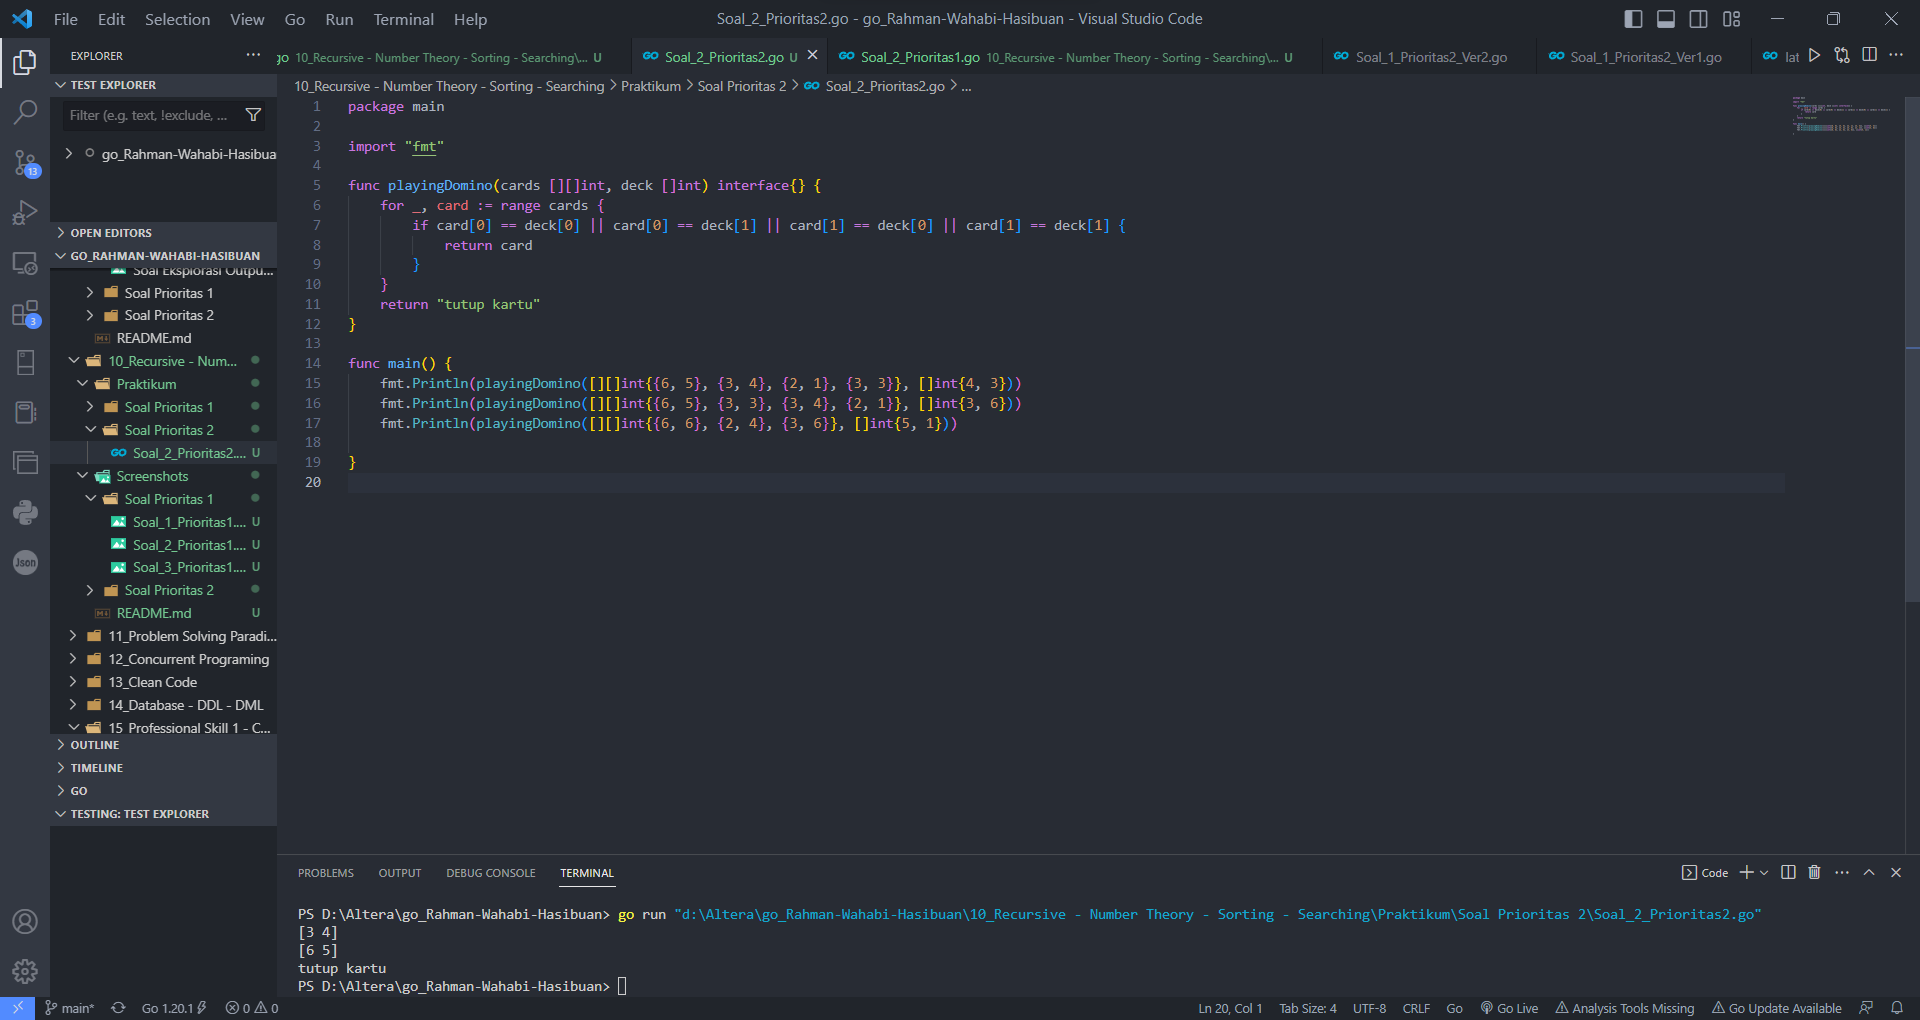 File Edit Selection View Go Run Terminal Help
Soal_2_Prioritas2.go - go_Rahman-Wahabi-Hasibuan - Visual Studio Code
EXPLORER
TEST EXPLORER
Filter (e.g. text, !exclude, ...
go_Rahman-Wahabi-Hasibua
OPEN EDITORS
GO_RAHMAN-WAHABI-HASIBUAN
Soal Eksplorasi Outpu...
Soal Prioritas 1
Soal Prioritas 2
README.md
10_Recursive - Num...
Praktikum
Soal Prioritas 1
Soal Prioritas 2
Soal_2_Prioritas2.... U
Screenshots
Soal Prioritas 1
Soal_1_Prioritas1.... U
Soal_2_Prioritas1.... U
Soal_3_Prioritas1.... U
Soal Prioritas 2
README.md U
11_Problem Solving Paradi...
12_Concurrent Programing
13_Clean Code
14_Database - DDL - DML
15_Professional Skill 1 - C...
OUTLINE
TIMELINE
GO
TESTING: TEST EXPLORER
13
3
Json
go 10_Recursive - Number Theory - Sorting - Searching\... U
GO Soal_2_Prioritas2.go U
GO Soal_2_Prioritas1.go 10_Recursive - Number Theory - Sorting - Searching\... U
GO Soal_1_Prioritas2_Ver2.go
GO Soal_1_Prioritas2_Ver1.go
GO lat
10_Recursive - Number Theory - Sorting - Searching > Praktikum > Soal Prioritas 2 > GO Soal_2_Prioritas2.go > ...
1 package main
2
3 import "fmt"
4
5 func playingDomino(cards [][]int, deck []int) interface{} {
6 for _, card := range cards {
7 if card[0] == deck[0] || card[0] == deck[1] || card[1] == deck[0] || card[1] == deck[1] {
8 return card
9 }
10 }
11 return "tutup kartu"
12 }
13
14 func main() {
15 fmt.Println(playingDomino([][]int{{6, 5}, {3, 4}, {2, 1}, {3, 3}}, []int{4, 3}))
16 fmt.Println(playingDomino([][]int{{6, 5}, {3, 3}, {3, 4}, {2, 1}}, []int{3, 6}))
17 fmt.Println(playingDomino([][]int{{6, 6}, {2, 4}, {3, 6}}, []int{5, 1}))
18
19 }
20
PROBLEMS OUTPUT DEBUG CONSOLE TERMINAL
Code
PS D:\Altera\go_Rahman-Wahabi-Hasibuan> go run "d:\Altera\go_Rahman-Wahabi-Hasibuan\10_Recursive - Number Theory - Sorting - Searching\Praktikum\Soal Prioritas 2\Soal_2_Prioritas2.go"
[3 4]
[6 5]
tutup kartu
PS D:\Altera\go_Rahman-Wahabi-Hasibuan>
main* Go 1.20.1 0 0
Ln 20, Col 1 Tab Size: 4 UTF-8 CRLF Go Go Live Analysis Tools Missing Go Update Available